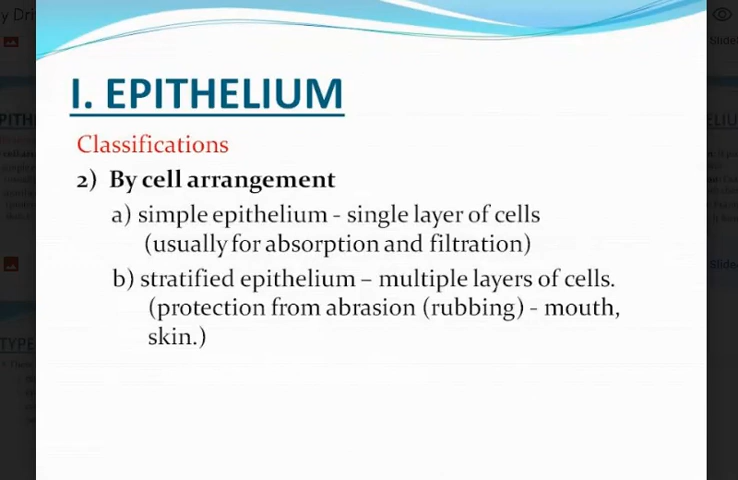 I. EPITHELIUM
Classifications
2) By cell arrangement
a) simple epithelium - single layer of cells
(usually for absorption and filtration)
b) stratified epithelium – multiple layers of cells.
(protection from abrasion (rubbing) - mouth,
skin.)